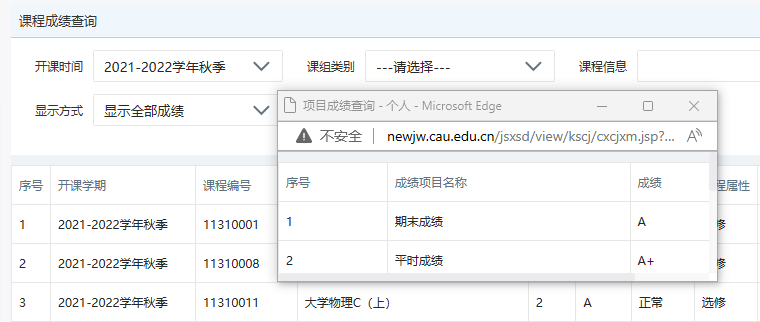 课程成绩查询
开课时间 2021-2022学年秋季 课组类别 ---请选择--- 课程信息
显示方式 显示全部成绩
项目成绩查询 - 个人 - Microsoft Edge
不安全 newjw.cau.edu.cn/jsxsd/view/kscj/cxcjxm.jsp?...
序号 成绩项目名称 成绩
1 期末成绩 A
2 平时成绩 A+
序号 开课学期 课程编号 程属性
1 2021-2022学年秋季 11310001 修
2 2021-2022学年秋季 11310008 修
3 2021-2022学年秋季 11310011 大学物理C（上） 2 A 正常 选修